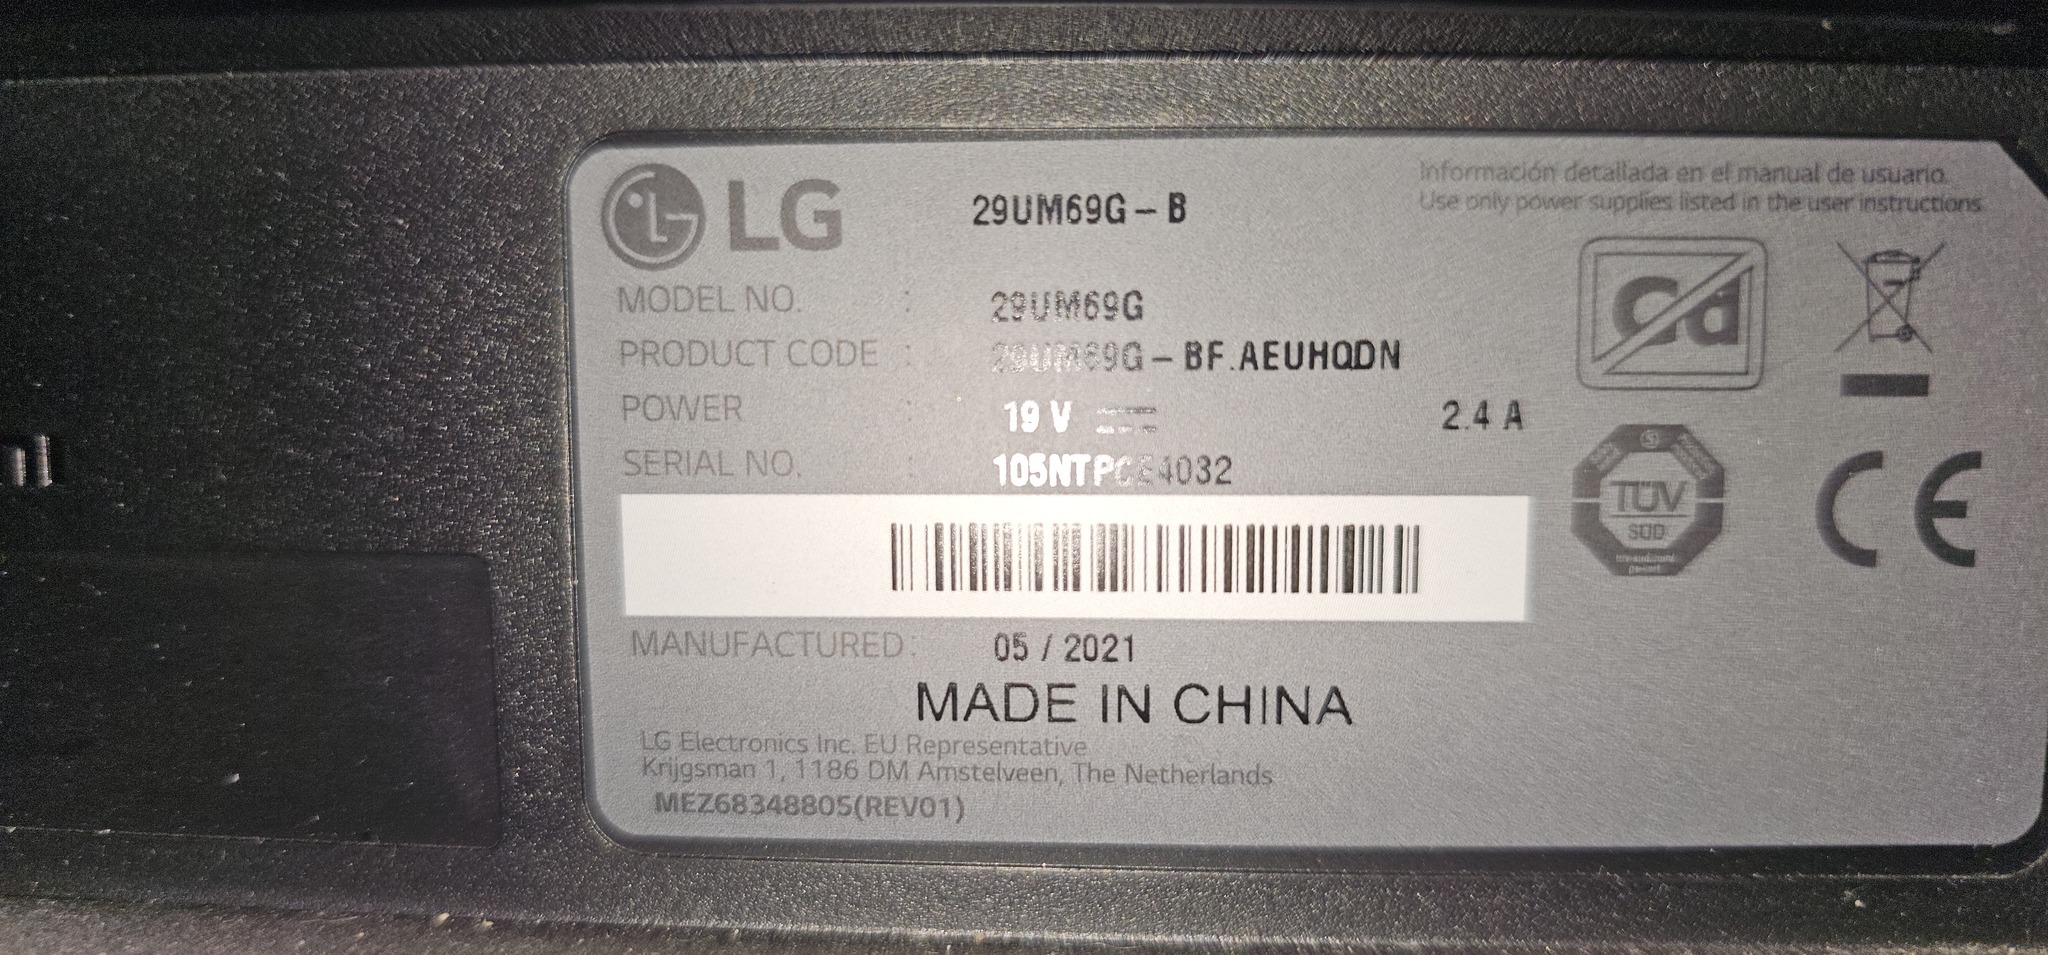 LG 29UM69G – B
Información detallada en el manual de usuario.
Use only power supplies listed in the user instructions
MODEL NO. : 29UM69G
PRODUCT CODE : 29UM69G – BF.AEUHQDN
POWER : 19 V 2.4 A
SERIAL NO. : 105NTPCE4032
Cd
TÜV
SÜD
CE
MANUFACTURED: 05 / 2021
MADE IN CHINA
LG Electronics Inc. EU Representative
Krijgsman 1, 1186 DM Amstelveen, The Netherlands
MEZ68348805(REV01)